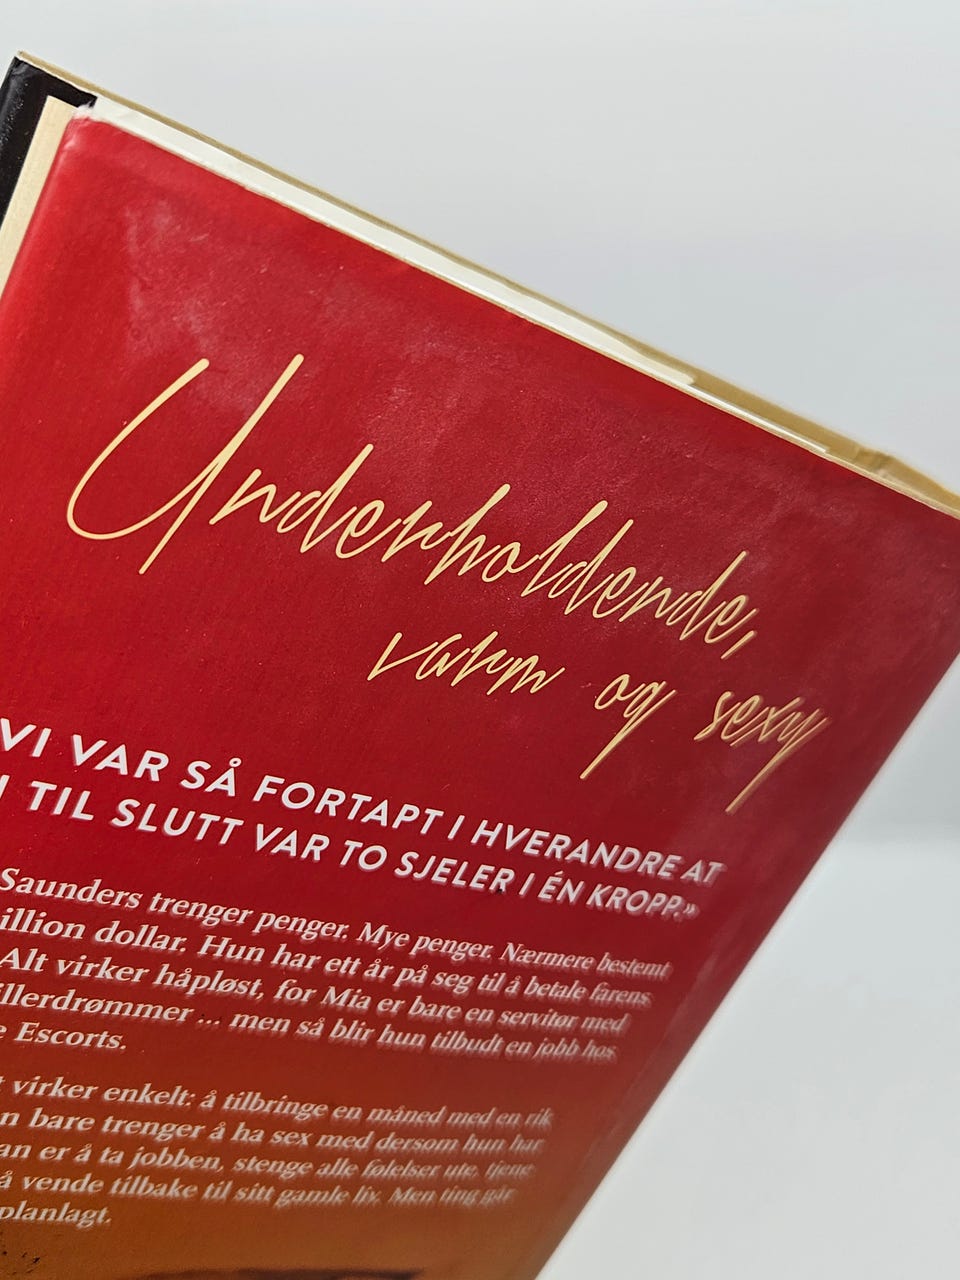 Underholdende,
varm og sexy
VI VAR SÅ FORTAPT I HVERANDRE AT
TIL SLUTT VAR TO SJELER I ÉN KROPP.»
Saunders trenger penger. Mye penger. Nærmere bestemt
illion dollar. Hun har ett år på seg til å betale farens
Alt virker håpløst, for Mia er bare en servitør med
illerdrømmer ... men så blir hun tilbudt en jobb hos
e Escorts.
t virker enkelt: å tilbringe en måned med en rik
n bare trenger å ha sex med dersom hun har
an er å ta jobben, stenge alle følelser ute, tjene
å vende tilbake til sitt gamle liv. Men ting går
planlagt.